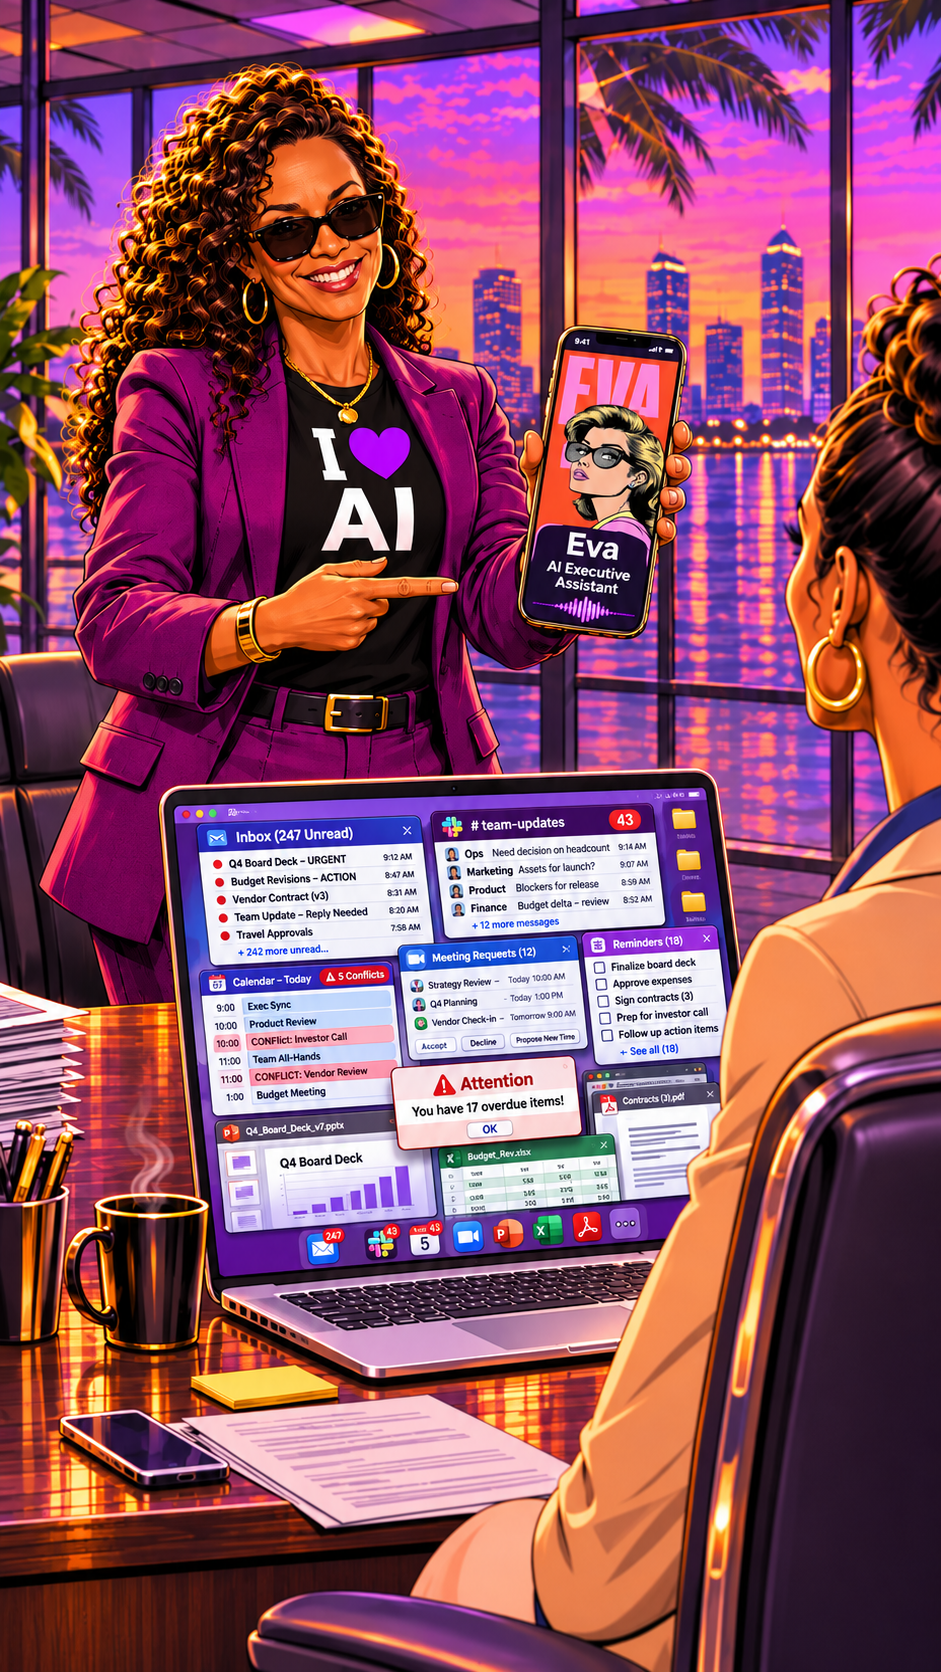 9:41
EVA
Eva
AI Executive
Assistant
I 💜
AI
Inbox (247 Unread)
Q4 Board Deck – URGENT 9:12 AM
Budget Revisions – ACTION 8:47 AM
Vendor Contract (v3) 8:31 AM
Team Update – Reply Needed 8:20 AM
Travel Approvals 7:58 AM
+ 242 more unread...
# team-updates 43
Ops Need decision on headcount 9:14 AM
Marketing Assets for launch? 9:07 AM
Product Blockers for release 8:59 AM
Finance Budget delta – review 8:52 AM
+ 12 more messages
Calendar – Today 5 Conflicts
9:00 Exec Sync
10:00 Product Review
10:00 CONFlict: Investor Call
11:00 Team All-Hands
11:00 CONFLICT: Vendor Review
1:00 Budget Meeting
Meeting Requests (12)
Strategy Review – Today 10:00 AM
Q4 Planning - Today 1:00 PM
Vendor Check-in – Tomorrow 9:00 AM
Accept Decline Propose New Time
Reminders (18)
Finalize board deck
Approve expenses
Sign contracts (3)
Prep for investor call
Follow up action items
+ See all (18)
Attention
You have 17 overdue items!
OK
Q4_Board_Deck_v7.pptx
Q4 Board Deck
Budget_Rev.xlsx
Contracts (3).pdf
247
43
5